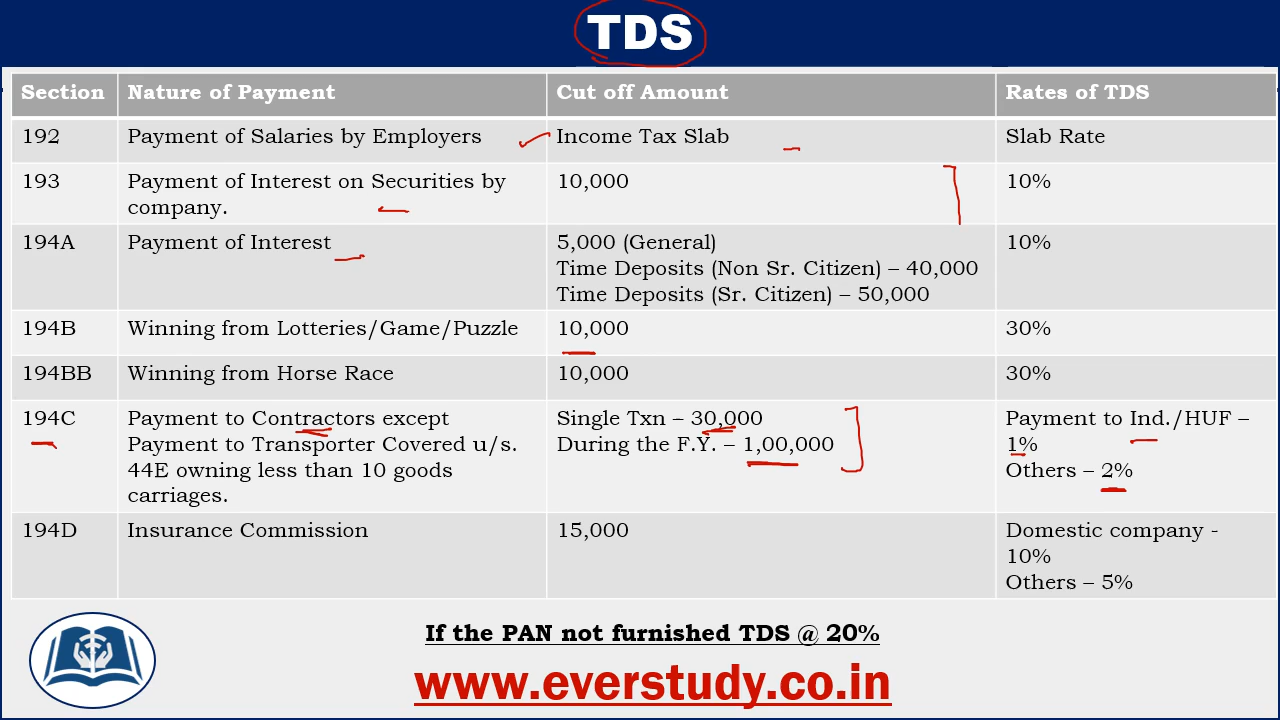 TDS
Section Nature of Payment Cut off Amount Rates of TDS
192 Payment of Salaries by Employers Income Tax Slab Slab Rate
193 Payment of Interest on Securities by 10,000 10%
company.
194A Payment of Interest 5,000 (General) 10%
Time Deposits (Non Sr. Citizen) – 40,000
Time Deposits (Sr. Citizen) – 50,000
194B Winning from Lotteries/Game/Puzzle 10,000 30%
194BB Winning from Horse Race 10,000 30%
194C Payment to Contractors except Single Txn – 30,000 Payment to Ind./HUF –
Payment to Transporter Covered u/s. During the F.Y. – 1,00,000 1%
44E owning less than 10 goods Others – 2%
carriages.
194D Insurance Commission 15,000 Domestic company -
10%
Others – 5%
If the PAN not furnished TDS @ 20%
www.everstudy.co.in